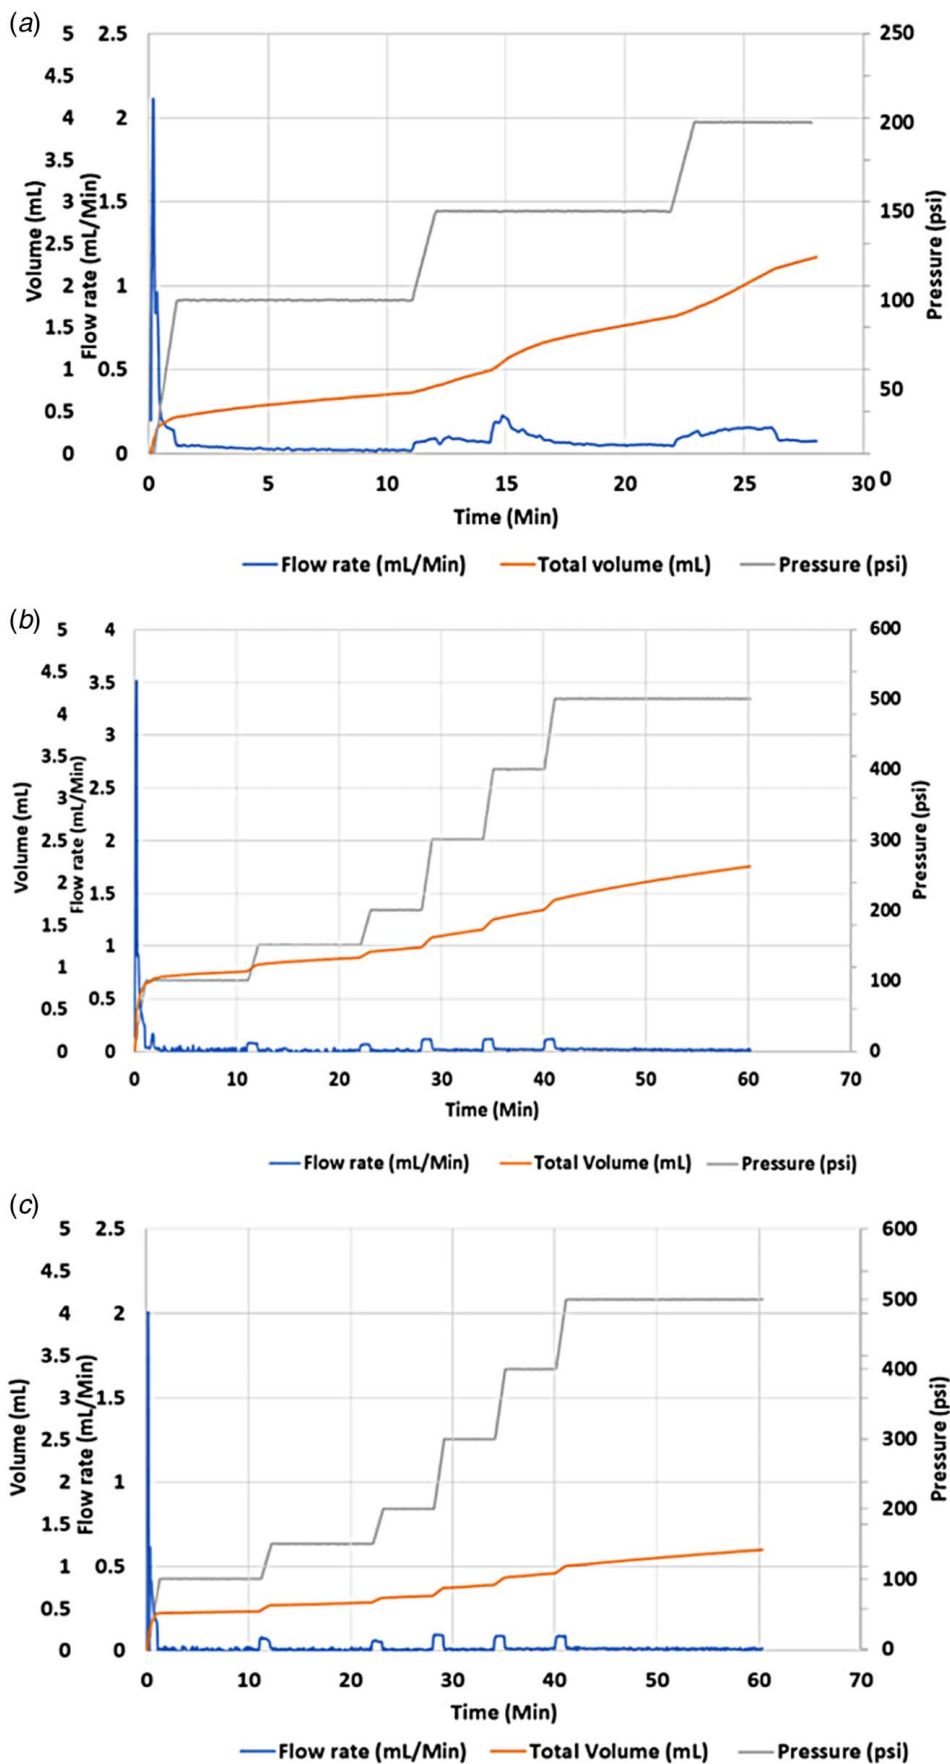 (a)
5 2.5 250
4.5
4 2 200
3.5
3 1.5 150
2.5
2 1 100
1.5
1 0.5 50
0.5
0 0
0 5 10 15 20 25 30 0
Volume (mL)
Flow rate (mL/Min)
Pressure (psi)
Time (Min)
Flow rate (mL/Min) Total volume (mL) Pressure (psi)
(b)
5 4 600
4.5
3.5 500
4
3
3.5 400
2.5
3
2.5 2 300
2
1.5 200
1.5
1
1 100
0.5 0.5
0 0 0
0 10 20 30 40 50 60 70
Volume (mL)
Flow rate (mL/Min)
Pressure (psi)
Time (Min)
Flow rate (mL/Min) Total Volume (mL) Pressure (psi)
(c)
5 2.5 600
4.5
500
4 2
3.5 400
3 1.5
2.5 300
2 1
200
1.5
1 0.5 100
0.5
0 0 0
0 10 20 30 40 50 60 70
Volume (mL)
Flow rate (mL/Min)
Pressure (psi)
Time (Min)
Flow rate (mL/Min) Total Volume (mL) Pressure (psi)